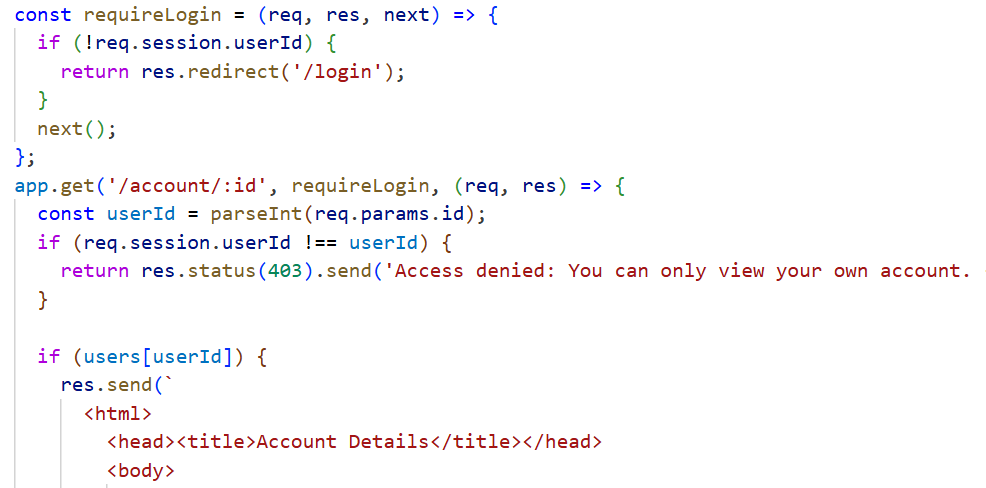 const requireLogin = (req, res, next) => {
  if (!req.session.userId) {
    return res.redirect('/login');
  }
  next();
};
app.get('/account/:id', requireLogin, (req, res) => {
  const userId = parseInt(req.params.id);
  if (req.session.userId !== userId) {
    return res.status(403).send('Access denied: You can only view your own account.
  }

  if (users[userId]) {
    res.send(`
      <html>
        <head><title>Account Details</title></head>
        <body>